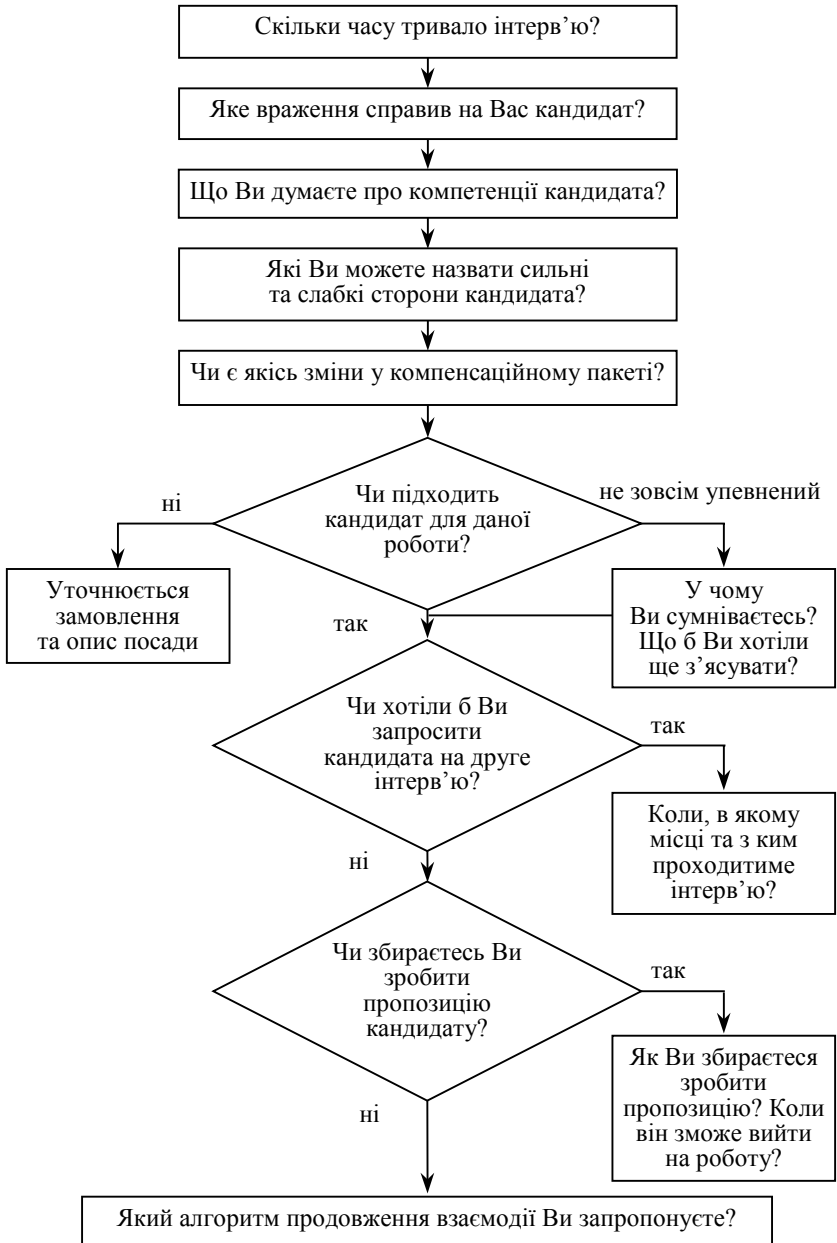 Скільки часу тривало інтерв’ю?
Яке враження справив на Вас кандидат?
Що Ви думаєте про компетенції кандидата?
Які Ви можете назвати сильні
та слабкі сторони кандидата?
Чи є якісь зміни у компенсаційному пакеті?
Чи підходить
кандидат для даної
роботи?
ні
не зовсім упевнений
Уточнюється
замовлення
та опис посади
так
У чому
Ви сумніваєтесь?
Що б Ви хотіли
ще з’ясувати?
Чи хотіли б Ви
запросити
кандидата на друге
інтерв’ю?
так
Коли, в якому
місці та з ким
проходитиме
інтерв’ю?
ні
Чи збираєтесь Ви
зробити
пропозицію
кандидату?
так
Як Ви збираєтеся
зробити
пропозицію? Коли
він зможе вийти
на роботу?
ні
Який алгоритм продовження взаємодії Ви запропонуєте?